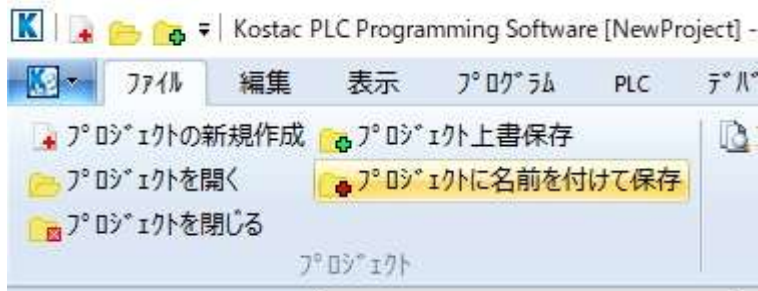 Kostac PLC Programming Software [NewProject] -
ﾌｧｲﾙ 編集 表示 ﾌﾟﾛｸﾞﾗﾑ PLC
ﾌﾟﾛｼﾞｪｸﾄの新規作成 ﾌﾟﾛｼﾞｪｸﾄ上書保存
ﾌﾟﾛｼﾞｪｸﾄを開く ﾌﾟﾛｼﾞｪｸﾄに名前を付けて保存
ﾌﾟﾛｼﾞｪｸﾄを閉じる
ﾌﾟﾛｼﾞｪｸﾄ